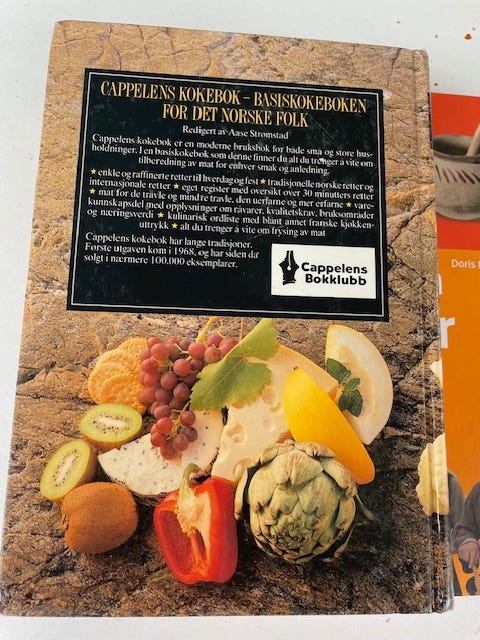 CAPPELENS KOKEBOK – BASISKOKEBOKEN
FOR DET NORSKE FOLK
Redigert av Aase Strømstad
Cappelens kokebok er en moderne bruksbok for både små og store hus-
holdninger. I en basiskokebok som denne finner du alt du trenger å vite om
tilberedning av mat for enhver smak og anledning.
★ enkle og raffinerte retter til hverdag og fest ★ tradisjonelle norske retter og
internasjonale retter ★ eget register med oversikt over 30 minutters retter
★ mat for de travle og mindre travle, den uerfarne og mer erfarne ★ vare-
kunnskapsdel med opplysninger om råvarer, kvalitetskrav, bruksområder
og næringsverdi ★ kulinarisk ordliste med blant annet franske kjøkken-
uttrykk ★ alt du trenger å vite om frysing av mat
Cappelens kokebok har lange tradisjoner.
Første utgaven kom i 1968, og har siden da
solgt i nærmere 100.000 eksemplarer.
Cappelens
Bokklubb
Doris